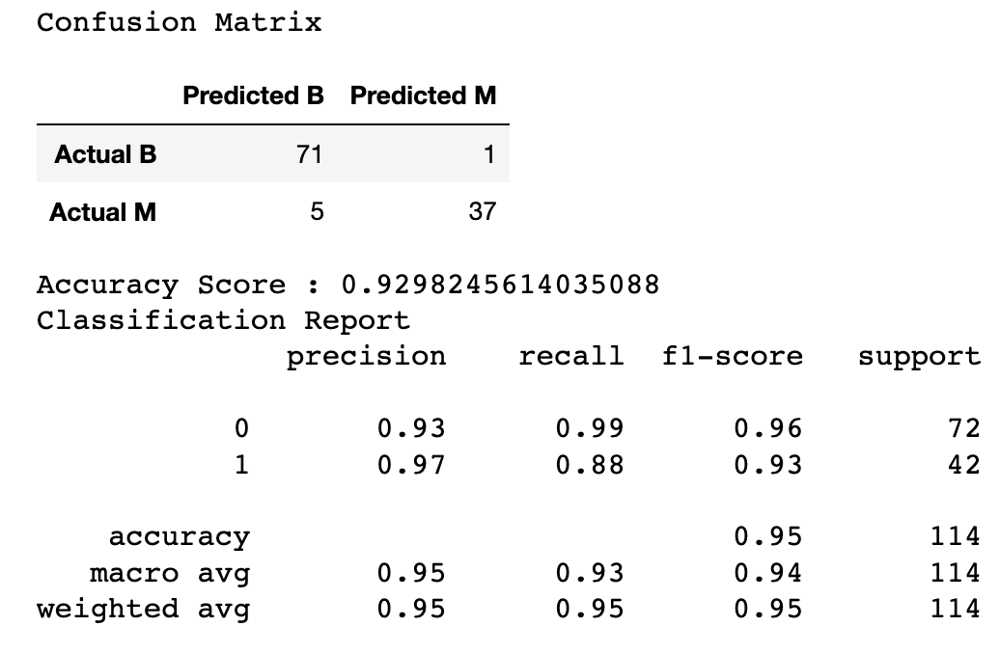 Confusion Matrix
Predicted B Predicted M
Actual B 71 1
Actual M 5 37
Accuracy Score : 0.9298245614035088
Classification Report
precision recall f1-score support
0 0.93 0.99 0.96 72
1 0.97 0.88 0.93 42
accuracy 0.95 114
macro avg 0.95 0.93 0.94 114
weighted avg 0.95 0.95 0.95 114